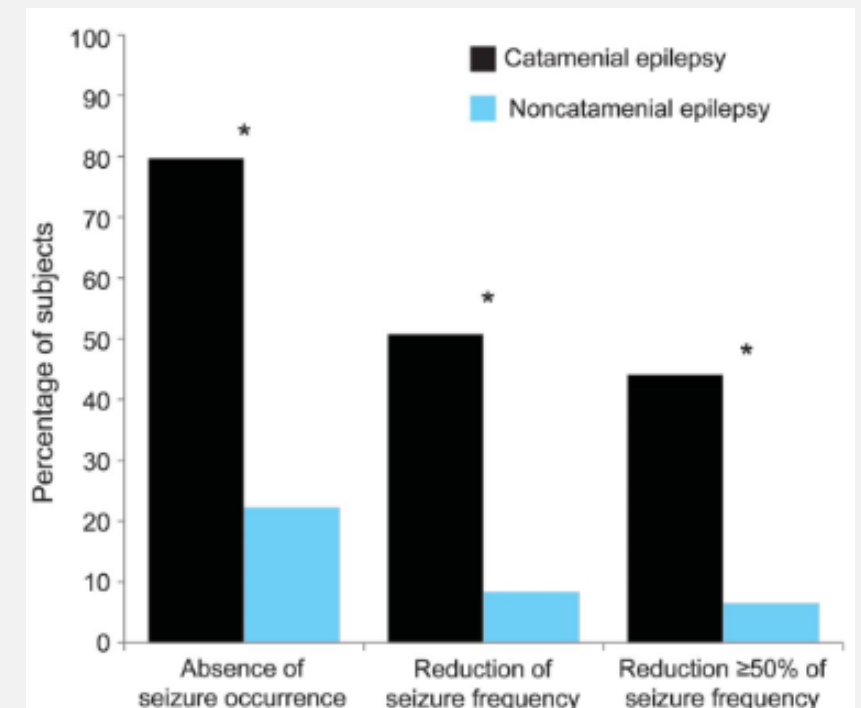 100
90
80
70
60
50
40
30
20
10
0
Percentage of subjects
Catamenial epilepsy
Noncatamenial epilepsy
*
*
*
Absence of
seizure occurrence
Reduction of
seizure frequency
Reduction ≥50% of
seizure frequency